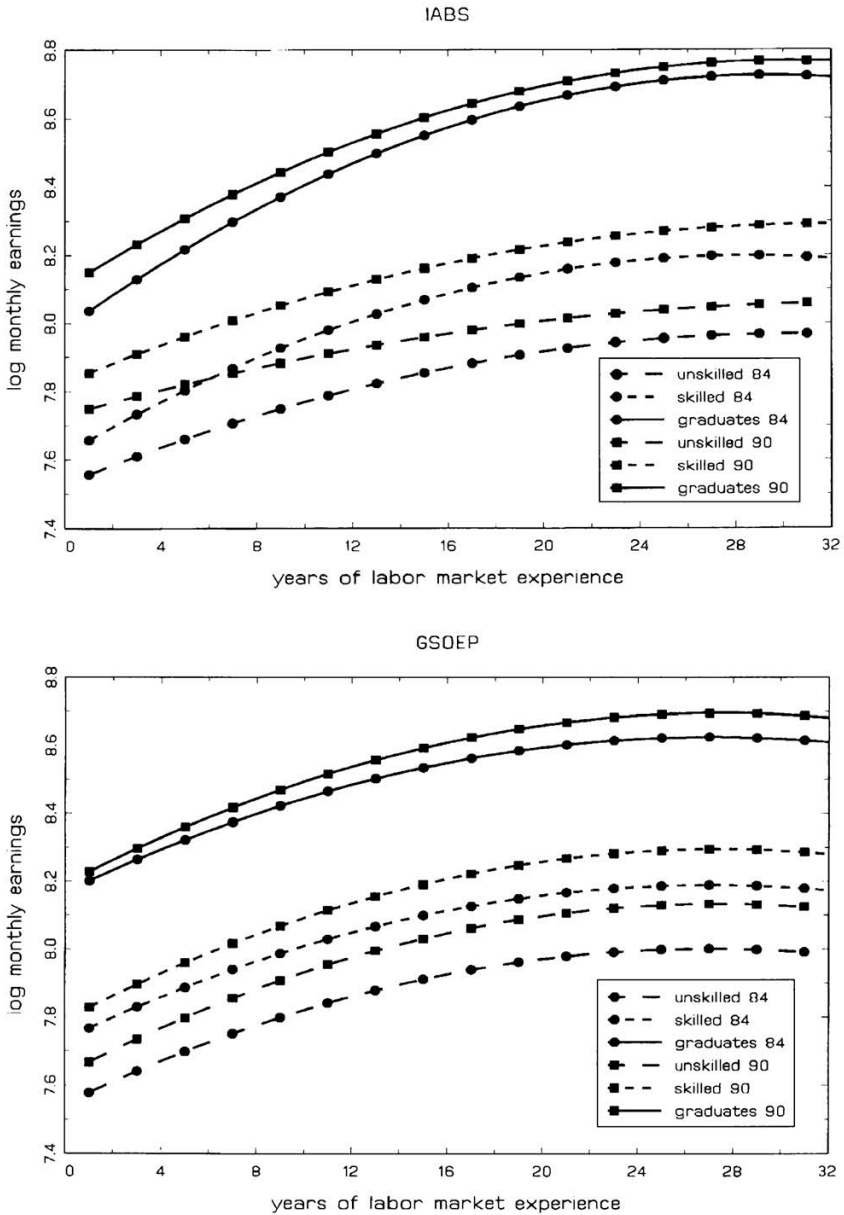 IABS
log monthly earnings
8.8
8.6
8.4
8.2
8.0
7.8
7.6
7.4
unskilled 84
skilled 84
graduates 84
unskilled 90
skilled 90
graduates 90
0 4 8 12 16 20 24 28 32
years of labor market experience
GSOEP
log monthly earnings
8.8
8.6
8.4
8.2
8.0
7.8
7.6
7.4
unskilled 84
skilled 84
graduates 84
unskilled 90
skilled 90
graduates 90
0 4 8 12 16 20 24 28 32
years of labor market experience